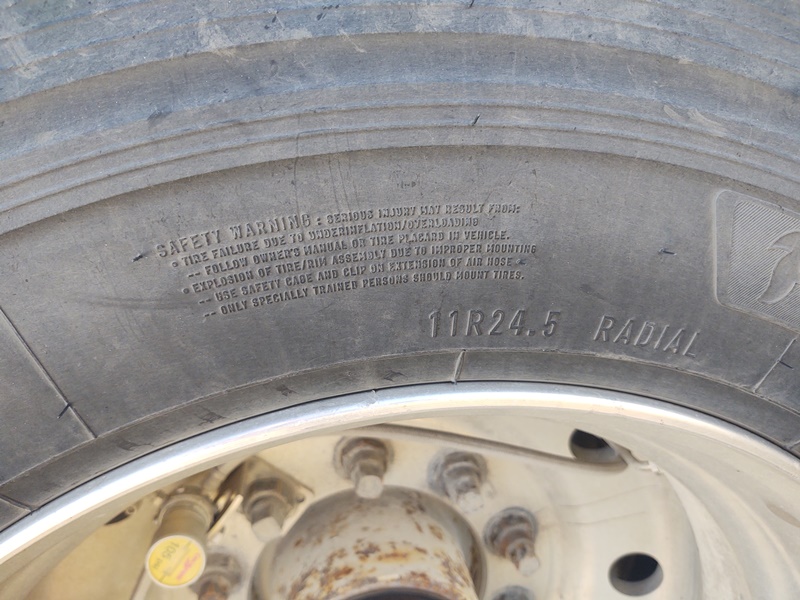 SAFETY WARNING: SERIOUS INJURY MAY RESULT FROM:
• TIRE FAILURE DUE TO UNDERINFLATION/OVERLOADING
-- FOLLOW OWNER'S MANUAL OR TIRE PLACARD IN VEHICLE.
• EXPLOSION OF TIRE/RIM ASSEMBLY DUE TO IMPROPER MOUNTING
-- USE SAFETY CAGE AND CLIP ON EXTENSION OF AIR HOSE
-- ONLY SPECIALLY TRAINED PERSONS SHOULD MOUNT TIRES.
11R24.5 RADIAL